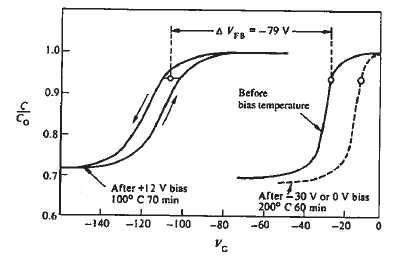 Δ V_FB = −79 V
1.0
0.9
C/C_O
0.8
0.7
0.6
Before
bias temperature
After +12 V bias
100° C 70 min
After −30 V or 0 V bias
200° C 60 min
−140 −120 −100 −80 −60 −40 −20 0
V_G